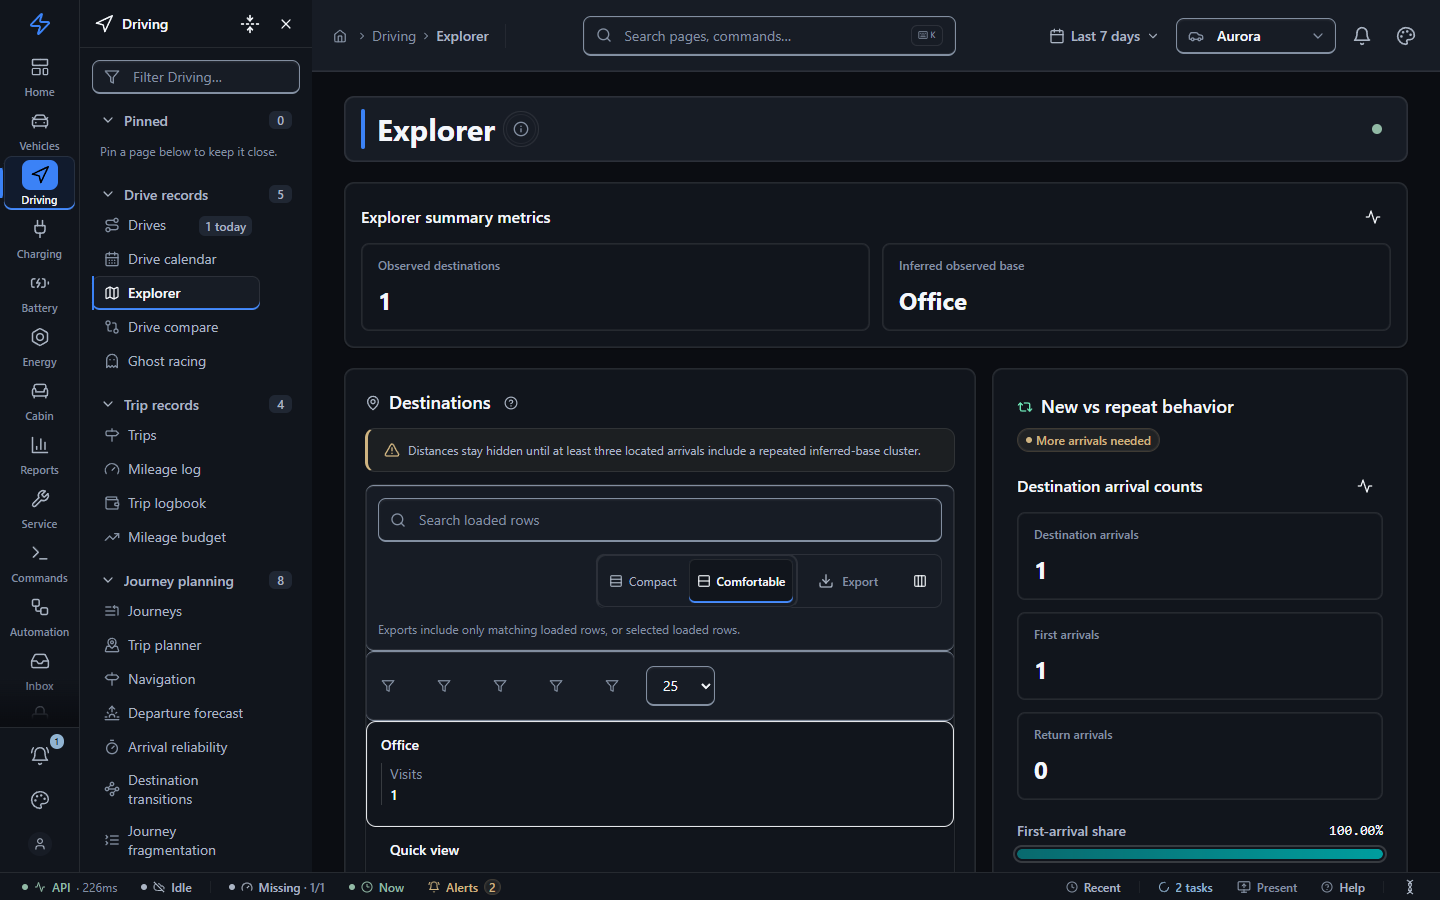 Home
Vehicles
Driving
Charging
Battery
Energy
Cabin
Reports
Service
Commands
Automation
Inbox
1
Driving
Filter Driving...
Pinned 0
Pin a page below to keep it close.
Drive records 5
Drives 1 today
Drive calendar
Explorer
Drive compare
Ghost racing
Trip records 4
Trips
Mileage log
Trip logbook
Mileage budget
Journey planning 8
Journeys
Trip planner
Navigation
Departure forecast
Arrival reliability
Destination
transitions
Journey
fragmentation
Driving Explorer
Search pages, commands... K
Last 7 days
Aurora
Explorer
Explorer summary metrics
Observed destinations
1
Inferred observed base
Office
Destinations
Distances stay hidden until at least three located arrivals include a repeated inferred-base cluster.
Search loaded rows
Compact Comfortable Export
Exports include only matching loaded rows, or selected loaded rows.
25
Office
Visits
1
Quick view
New vs repeat behavior
More arrivals needed
Destination arrival counts
Destination arrivals
1
First arrivals
1
Return arrivals
0
First-arrival share 100.00%
API · 226ms Idle Missing · 1/1 Now Alerts 2 Recent 2 tasks Present Help